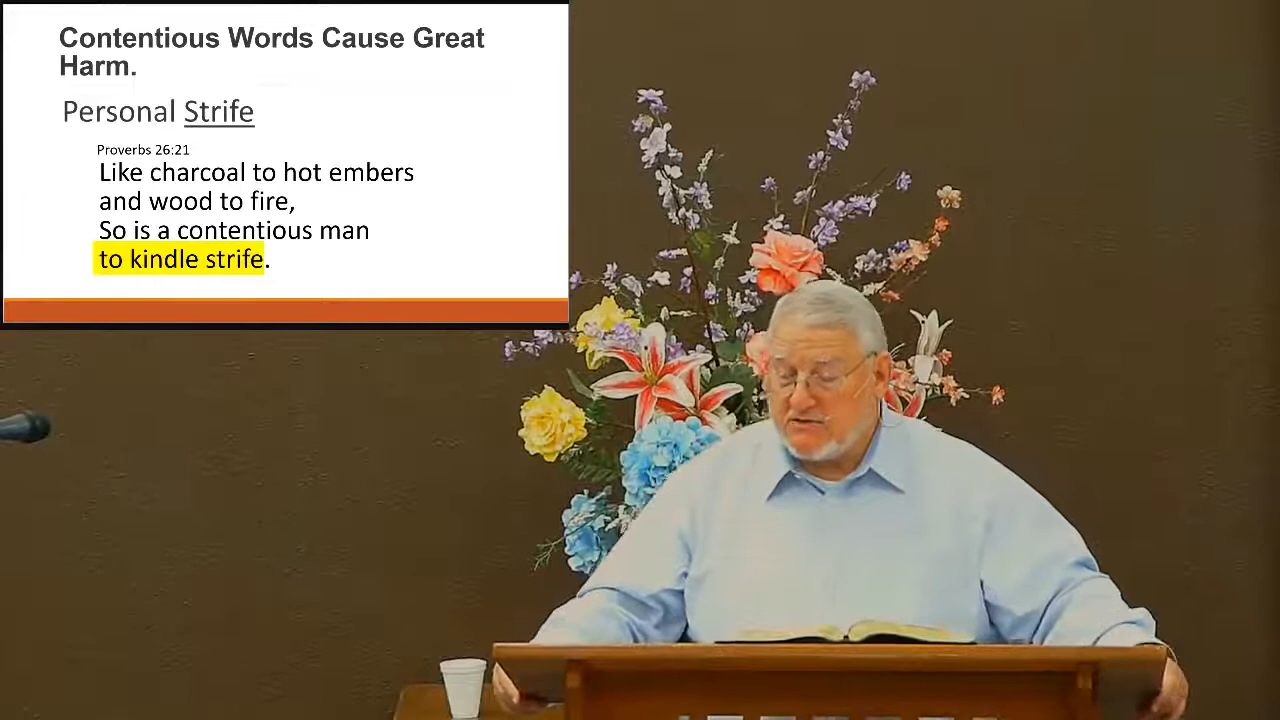 Contentious Words Cause Great
Harm.
Personal Strife
Proverbs 26:21
Like charcoal to hot embers
and wood to fire,
So is a contentious man
to kindle strife.